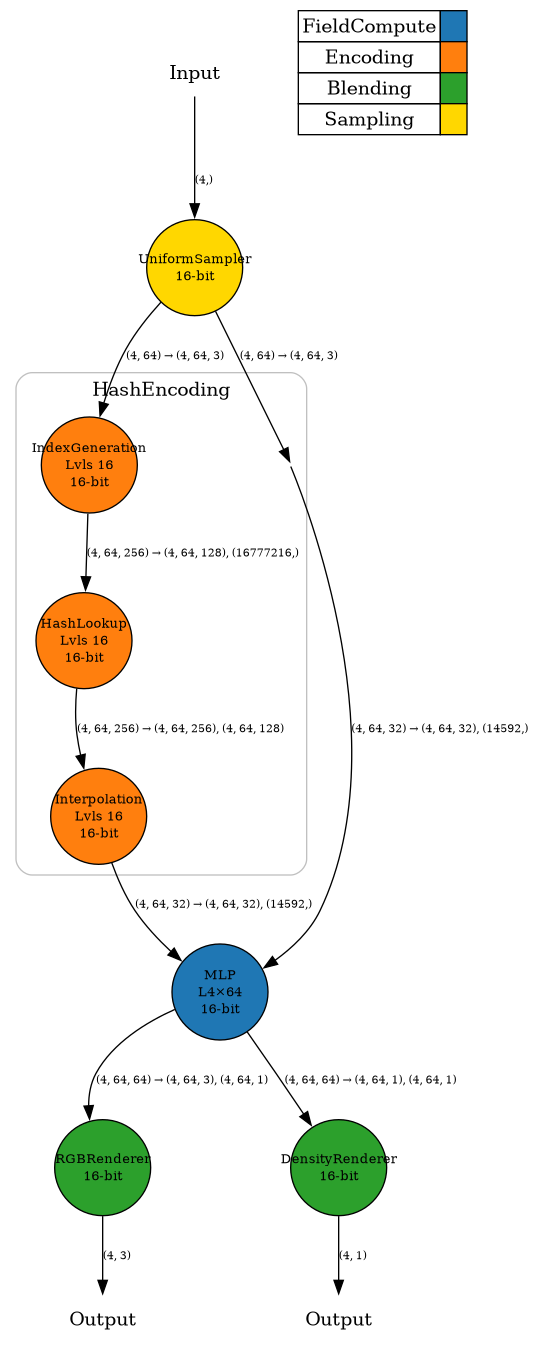 FieldCompute
Encoding
Blending
Sampling
Input
(4,)
UniformSampler
16-bit
(4, 64) → (4, 64, 3)
(4, 64) → (4, 64, 3)
HashEncoding
IndexGeneration
Lvls 16
16-bit
(4, 64, 256) → (4, 64, 128), (16777216,)
HashLookup
Lvls 16
16-bit
(4, 64, 256) → (4, 64, 256), (4, 64, 128)
(4, 64, 32) → (4, 64, 32), (14592,)
Interpolation
Lvls 16
16-bit
(4, 64, 32) → (4, 64, 32), (14592,)
MLP
L4×64
16-bit
(4, 64, 64) → (4, 64, 3), (4, 64, 1)
(4, 64, 64) → (4, 64, 1), (4, 64, 1)
RGBRenderer
16-bit
DensityRenderer
16-bit
(4, 3)
(4, 1)
Output
Output